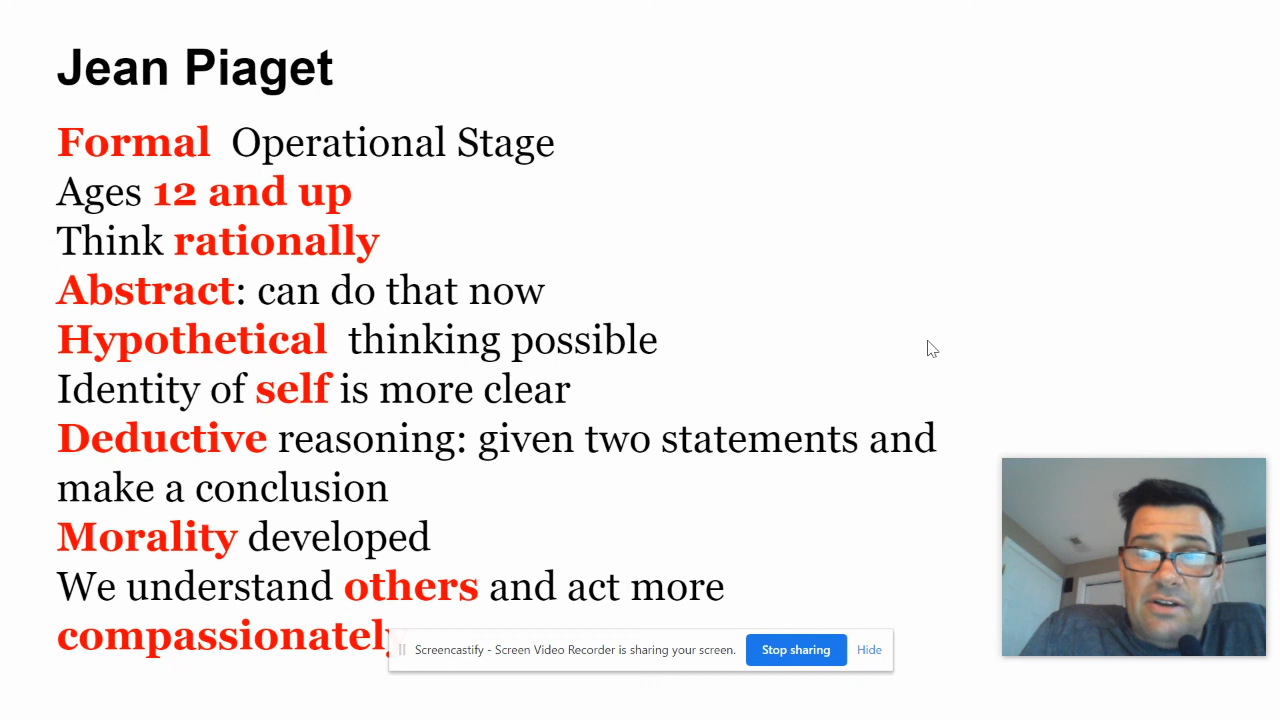 Jean Piaget
Formal Operational Stage
Ages 12 and up
Think rationally
Abstract: can do that now
Hypothetical thinking possible
Identity of self is more clear
Deductive reasoning: given two statements and
make a conclusion
Morality developed
We understand others and act more
compassionately
Screencastify - Screen Video Recorder is sharing your screen. Stop sharing Hide